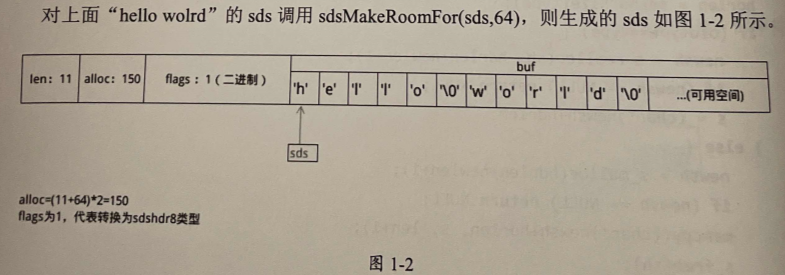 对上面“hello wolrd”的 sds 调用 sdsMakeRoomFor(sds,64)，则生成的 sds 如图 1-2 所示。
buf
len: 11 alloc: 150 flags : 1 ( 二进制 ) 'h' 'e' 'l' 'l' 'o' '\0' 'w' 'o' 'r' 'l' 'd' '\0' ...(可用空间)
sds
alloc=(11+64)*2=150
flags为1，代表转换为sdshdr8类型
图 1-2